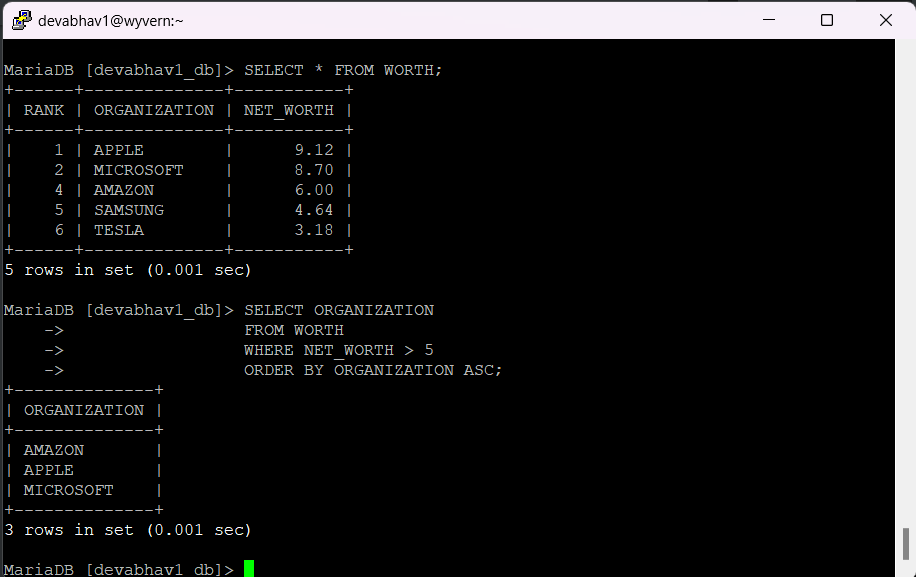 devabhav1@wyvern:~
MariaDB [devabhav1_db]> SELECT * FROM WORTH;
+------+--------------+-----------+
| RANK | ORGANIZATION | NET_WORTH |
+------+--------------+-----------+
|    1 | APPLE        |      9.12 |
|    2 | MICROSOFT    |      8.70 |
|    4 | AMAZON       |      6.00 |
|    5 | SAMSUNG      |      4.64 |
|    6 | TESLA        |      3.18 |
+------+--------------+-----------+
5 rows in set (0.001 sec)
MariaDB [devabhav1_db]> SELECT ORGANIZATION
    ->                  FROM WORTH
    ->                  WHERE NET_WORTH > 5
    ->                  ORDER BY ORGANIZATION ASC;
+--------------+
| ORGANIZATION |
+--------------+
| AMAZON       |
| APPLE        |
| MICROSOFT    |
+--------------+
3 rows in set (0.001 sec)
MariaDB [devabhav1_db]>